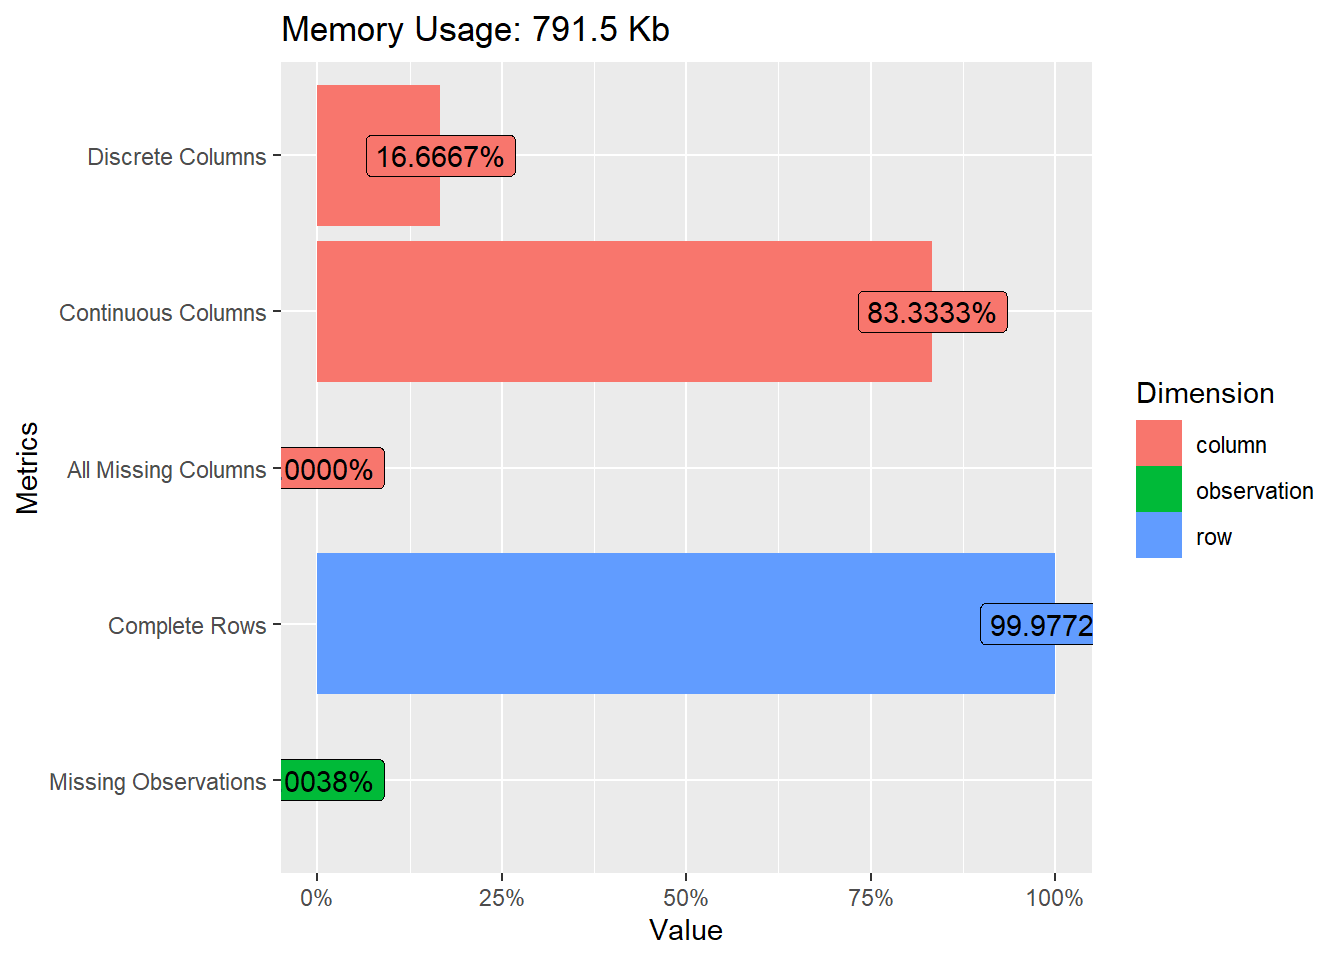 Memory Usage: 791.5 Kb
Discrete Columns
16.6667%
Continuous Columns
83.3333%
All Missing Columns
0000%
Complete Rows
99.9772
Missing Observations
0038%
0%
25%
50%
75%
100%
Value
Metrics
Dimension
column
observation
row